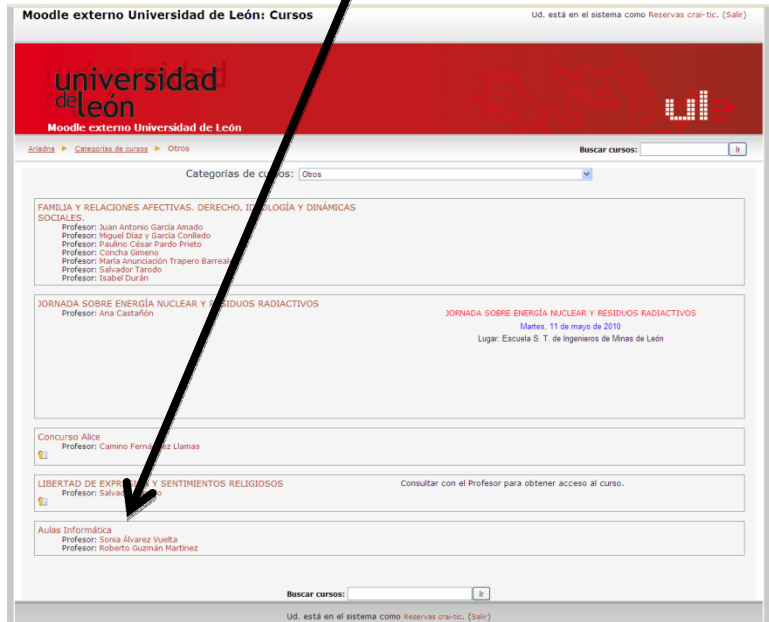 Moodle externo Universidad de León: Cursos
Ud. está en el sistema como Reservas crai-tic. (Salir)
universidad
de león
Moodle externo Universidad de León
ule
Ariadna ► Categorías de cursos ► Otros
Buscar cursos: Ir
Categorías de cursos: Otros
FAMILIA Y RELACIONES AFECTIVAS. DERECHO, IDEOLOGÍA Y DINÁMICAS
SOCIALES.
Profesor: Juan Antonio García Amado
Profesor: Miguel Díaz y García Conlledo
Profesor: Paulino César Pardo Prieto
Profesor: Concha Gimeno
Profesor: María Anunciación Trapero Barreales
Profesor: Salvador Tarodo
Profesor: Isabel Durán
JORNADA SOBRE ENERGÍA NUCLEAR Y RESIDUOS RADIACTIVOS
Profesor: Ana Castañón
JORNADA SOBRE ENERGÍA NUCLEAR Y RESIDUOS RADIACTIVOS
Martes, 11 de mayo de 2010
Lugar: Escuela S. T. de Ingenieros de Minas de León
Concurso Alice
Profesor: Camino Fernández Llamas
LIBERTAD DE EXPRESIÓN Y SENTIMIENTOS RELIGIOSOS
Profesor: Salvador
Consultar con el Profesor para obtener acceso al curso.
Aulas Informática
Profesor: Sonia Álvarez Vuelta
Profesor: Roberto Guzmán Martínez
Buscar cursos: Ir
Ud. está en el sistema como Reservas crai-tic. (Salir)